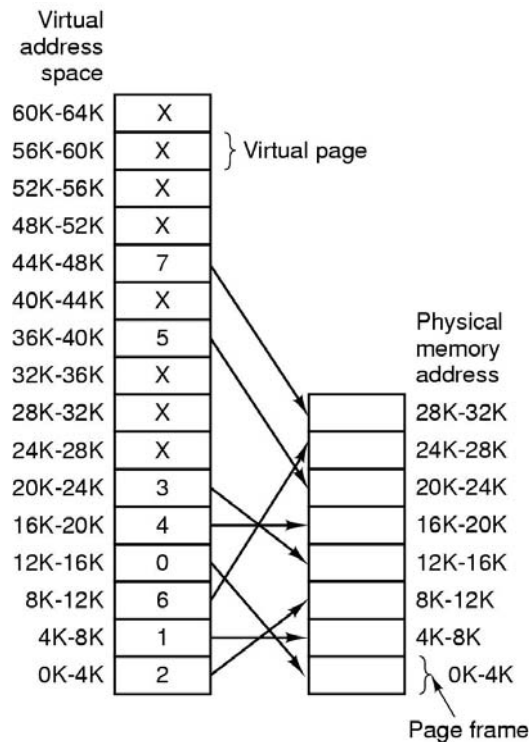 Virtual
address
space
60K-64K X
56K-60K X Virtual page
52K-56K X
48K-52K X
44K-48K 7
40K-44K X
36K-40K 5
32K-36K X
28K-32K X
24K-28K X
20K-24K 3
16K-20K 4
12K-16K 0
8K-12K 6
4K-8K 1
0K-4K 2
Physical
memory
address
28K-32K
24K-28K
20K-24K
16K-20K
12K-16K
8K-12K
4K-8K
0K-4K
Page frame